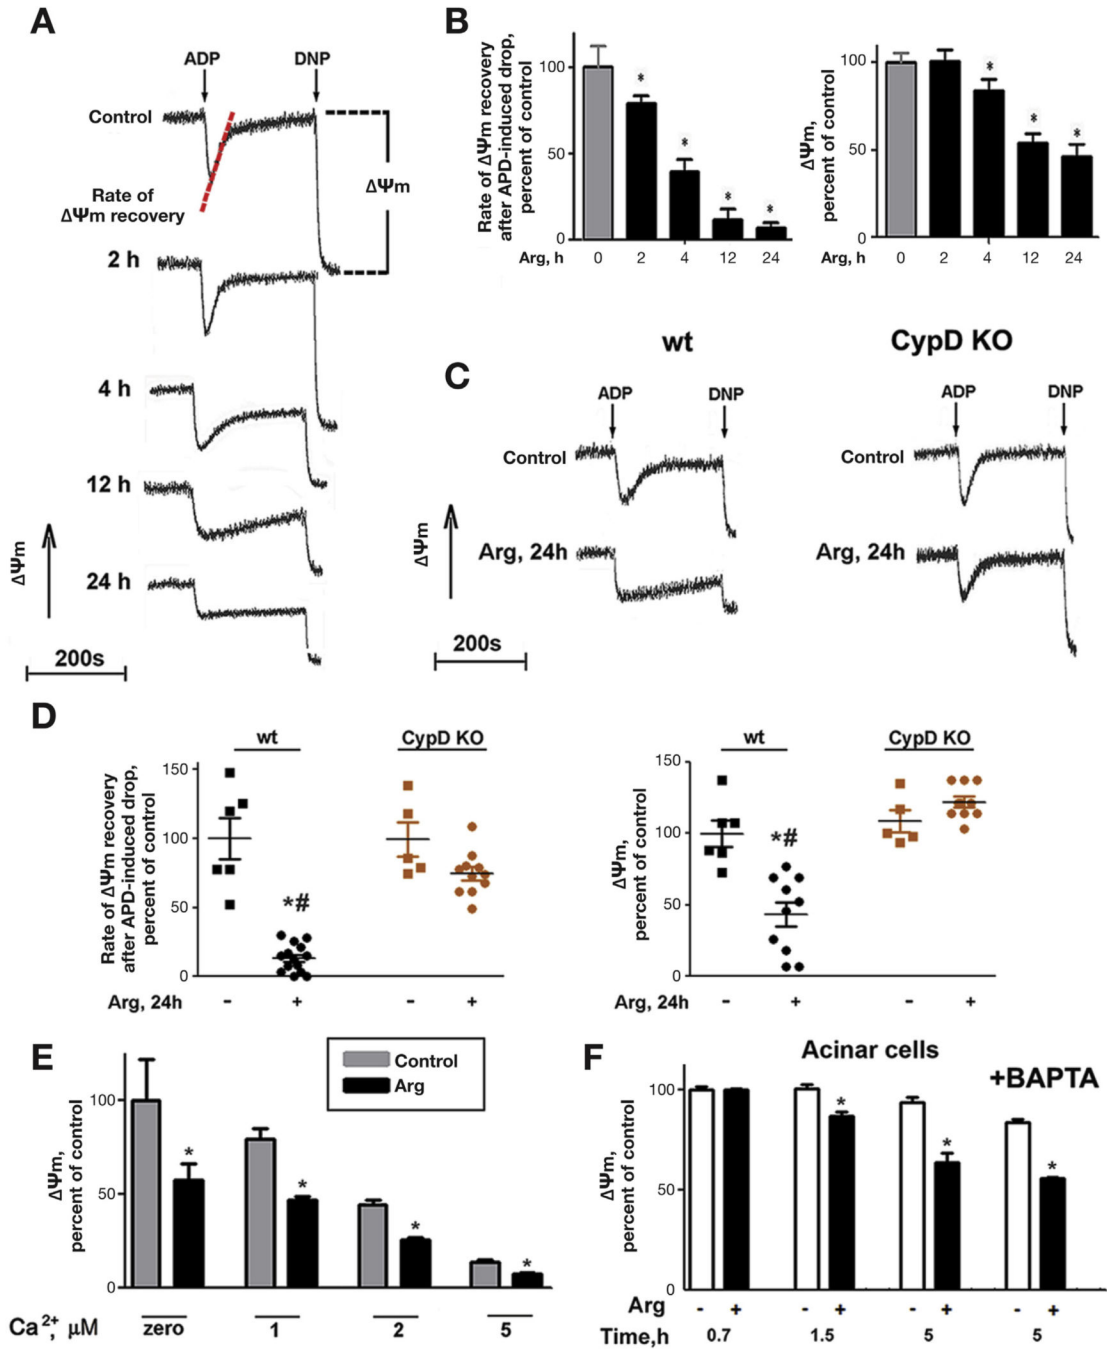 A
ADP
DNP
Control
Rate of
ΔΨm recovery
ΔΨm
2 h
4 h
12 h
24 h
ΔΨm
200s
B
Rate of ΔΨm recovery
after APD-induced drop,
percent of control
100
50
0
*
*
*
*
Arg, h
0
2
4
12
24
ΔΨm,
percent of control
100
50
0
*
*
*
Arg, h
0
2
4
12
24
wt
CypD KO
C
ADP
DNP
Control
Arg, 24h
ΔΨm
200s
ADP
DNP
Control
Arg, 24h
D
wt
CypD KO
Rate of ΔΨm recovery
after APD-induced drop,
percent of control
150
100
50
0
*#
Arg, 24h
-
+
-
+
wt
CypD KO
ΔΨm,
percent of control
150
100
50
0
*#
Arg, 24h
-
+
-
+
E
Control
Arg
ΔΨm,
percent of control
100
50
0
*
*
*
*
Ca²⁺, µM
zero
1
2
5
F
Acinar cells
+BAPTA
ΔΨm,
percent of control
100
50
0
*
*
*
Arg
- + - + - + - +
Time,h
0.7
1.5
5
5